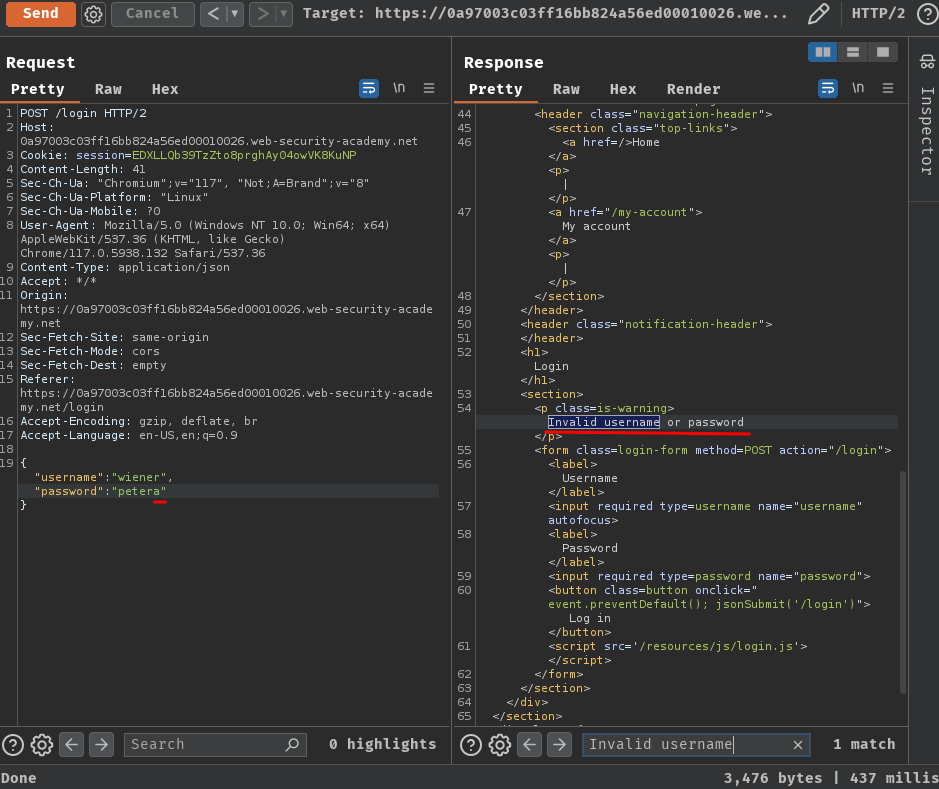 Send Cancel < ▼ > ▼ Target: https://0a97003c03ff16bb824a56ed00010026.we... HTTP/2 ?
Request
Pretty Raw Hex \n
1 POST /login HTTP/2
2 Host:
0a97003c03ff16bb824a56ed00010026.web-security-academy.net
3 Cookie: session=EDXLLQb39TzZto8prghAyO4owVK8KuNP
4 Content-Length: 41
5 Sec-Ch-Ua: "Chromium";v="117", "Not;A=Brand";v="8"
6 Sec-Ch-Ua-Platform: "Linux"
7 Sec-Ch-Ua-Mobile: ?0
8 User-Agent: Mozilla/5.0 (Windows NT 10.0; Win64; x64)
AppleWebKit/537.36 (KHTML, like Gecko)
Chrome/117.0.5938.132 Safari/537.36
9 Content-Type: application/json
10 Accept: */*
11 Origin:
https://0a97003c03ff16bb824a56ed00010026.web-security-acade
my.net
12 Sec-Fetch-Site: same-origin
13 Sec-Fetch-Mode: cors
14 Sec-Fetch-Dest: empty
15 Referer:
https://0a97003c03ff16bb824a56ed00010026.web-security-acade
my.net/login
16 Accept-Encoding: gzip, deflate, br
17 Accept-Language: en-US,en;q=0.9
18
19 {
"username":"wiener",
"password":"petera"
}
? Search 0 highlights
Response
Pretty Raw Hex Render \n
44 <header class="navigation-header">
45 <section class="top-links">
46 <a href=/>Home
</a>
<p>
|
</p>
47 <a href="/my-account">
My account
</a>
<p>
|
</p>
48 </section>
49 </header>
50 <header class="notification-header">
51 </header>
52 <h1>
Login
</h1>
53 <section>
54 <p class=is-warning>
Invalid username or password
</p>
55 <form class=login-form method=POST action="/login">
56 <label>
Username
</label>
57 <input required type=username name="username"
autofocus>
58 <label>
Password
</label>
59 <input required type=password name="password">
60 <button class=button onclick="
event.preventDefault(); jsonSubmit('/login')">
Log in
</button>
61 <script src='/resources/js/login.js'>
</script>
62 </form>
63 </section>
64 </div>
65 </section>
? Invalid username × 1 match
Inspector
Done 3,476 bytes | 437 millis